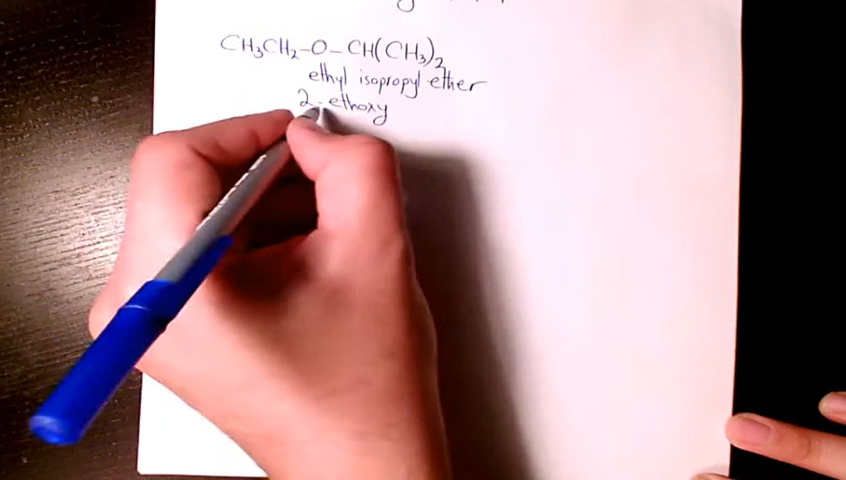 CH₃CH₂-O-CH(CH₃)₂
ethyl isopropyl ether
2-ethoxy